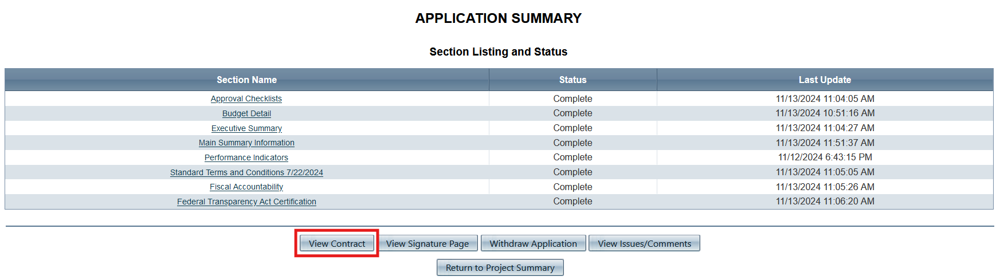 APPLICATION SUMMARY
Section Listing and Status
Section Name Status Last Update
Approval Checklists Complete 11/13/2024 11:04:05 AM
Budget Detail Complete 11/13/2024 10:51:16 AM
Executive Summary Complete 11/13/2024 11:04:27 AM
Main Summary Information Complete 11/13/2024 11:51:37 AM
Performance Indicators Complete 11/12/2024 6:43:15 PM
Standard Terms and Conditions 7/22/2024 Complete 11/13/2024 11:05:05 AM
Fiscal Accountability Complete 11/13/2024 11:05:26 AM
Federal Transparency Act Certification Complete 11/13/2024 11:06:20 AM
View Contract View Signature Page Withdraw Application View Issues/Comments
Return to Project Summary